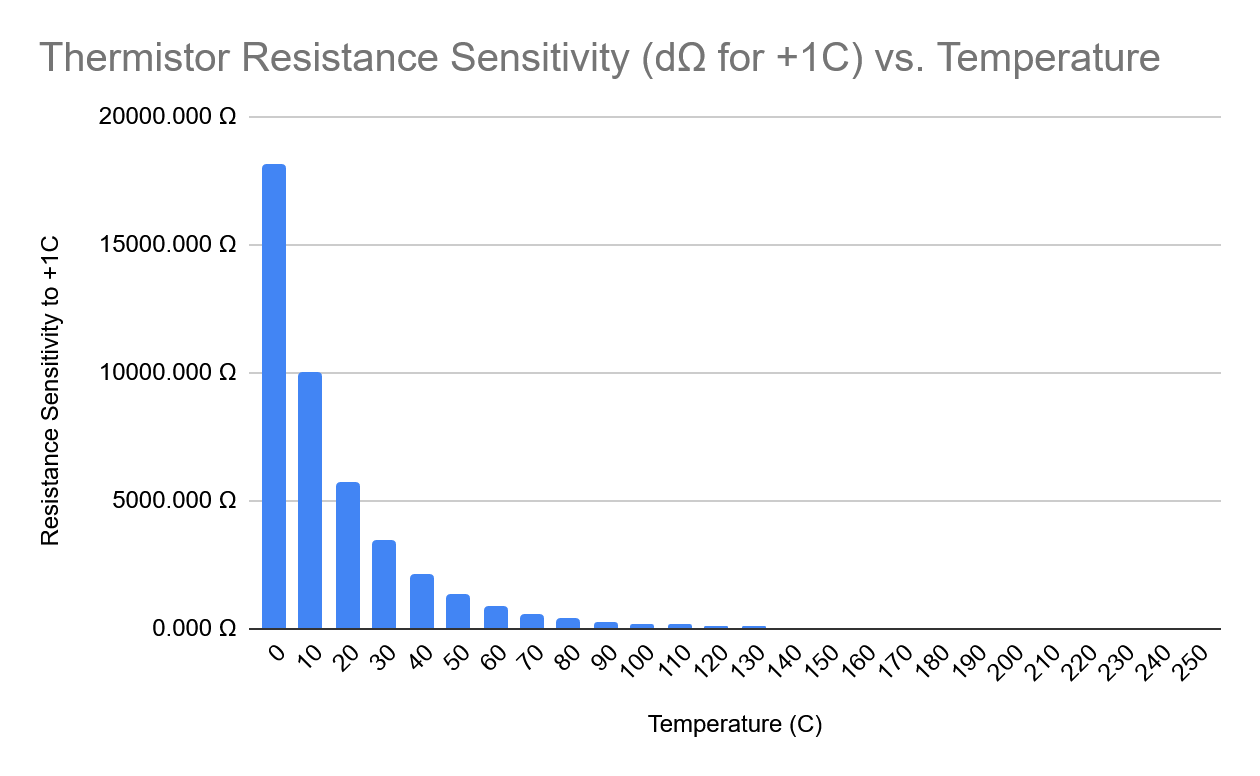 Thermistor Resistance Sensitivity (dΩ for +1C) vs. Temperature
20000.000 Ω
15000.000 Ω
10000.000 Ω
5000.000 Ω
0.000 Ω
Resistance Sensitivity to +1C
0 10 20 30 40 50 60 70 80 90 100 110 120 130 140 150 160 170 180 190 200 210 220 230 240 250
Temperature (C)